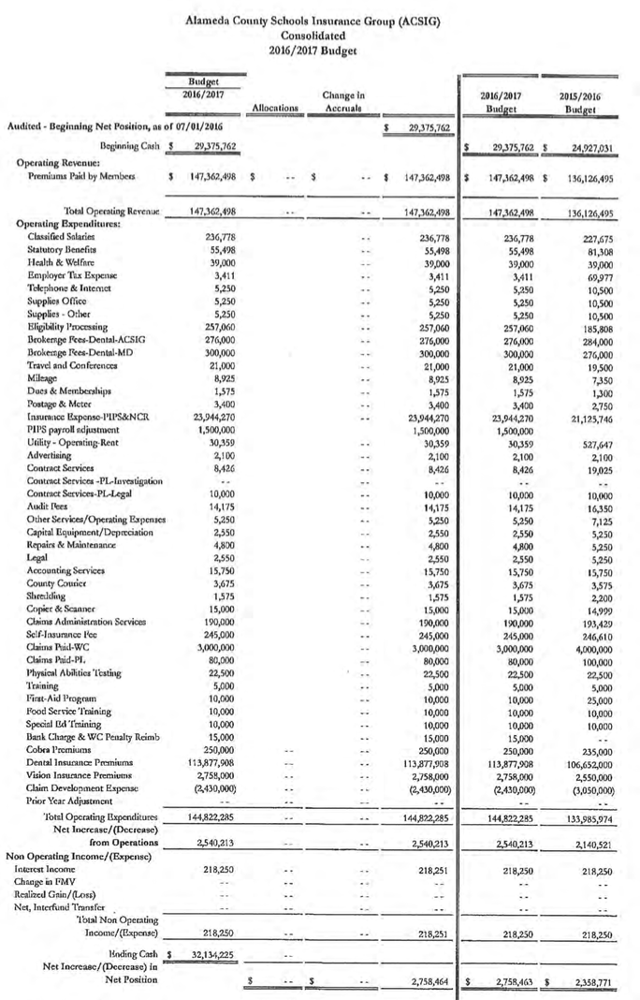 Alameda County Schools Insurance Group (ACSIG)
Consolidated
2016/2017 Budget
Budget
2016/2017 Allocations Change in Accruals 2016/2017 Budget 2015/2016 Budget
Audited - Beginning Net Position, as of 07/01/2016 $ 29,375,762
Beginning Cash $ 29,375,762 $ 29,375,762 $ 24,927,031
Operating Revenue:
Premiums Paid by Members $ 147,362,498 $ -- $ -- $ 147,362,498 $ 147,362,498 $ 136,126,495
Total Operating Revenue 147,362,498 -- -- 147,362,498 147,362,498 136,126,495
Operating Expenditures:
Classified Salaries 236,778 -- 236,778 236,778 227,675
Statutory Benefits 55,498 -- 55,498 55,498 81,308
Health & Welfare 39,000 -- 39,000 39,000 39,000
Employer Tax Expense 3,411 -- 3,411 3,411 69,977
Telephone & Internet 5,250 -- 5,250 5,250 10,500
Supplies Office 5,250 -- 5,250 5,250 10,500
Supplies - Other 5,250 -- 5,250 5,250 10,500
Eligibility Processing 257,060 -- 257,060 257,060 185,808
Brokerage Fees-Dental-ACSIG 276,000 -- 276,000 276,000 284,000
Brokerage Fees-Dental-MD 300,000 -- 300,000 300,000 276,000
Travel and Conferences 21,000 -- 21,000 21,000 19,500
Mileage 8,925 -- 8,925 8,925 7,350
Dues & Memberships 1,575 -- 1,575 1,575 1,300
Postage & Meter 3,400 -- 3,400 3,400 2,750
Insurance Expense-PIPS&NCR 23,944,270 -- 23,944,270 23,944,270 21,125,746
PIPS payroll adjustment 1,500,000 1,500,000 1,500,000
Utility - Operating-Rent 30,359 -- 30,359 30,359 527,647
Advertising 2,100 -- 2,100 2,100 2,100
Contract Services 8,426 -- 8,426 8,426 19,025
Contract Services -PL-Investigation -- -- -- -- --
Contract Services-PL-Legal 10,000 -- 10,000 10,000 10,000
Audit Fees 14,175 -- 14,175 14,175 16,350
Other Services/Operating Expenses 5,250 -- 5,250 5,250 7,125
Capital Equipment/Depreciation 2,550 -- 2,550 2,550 5,250
Repairs & Maintenance 4,800 -- 4,800 4,800 5,250
Legal 2,550 -- 2,550 2,550 5,250
Accounting Services 15,750 -- 15,750 15,750 15,750
County Courier 3,675 -- 3,675 3,675 3,575
Shredding 1,575 -- 1,575 1,575 2,200
Copier & Scanner 15,000 -- 15,000 15,000 14,999
Claims Administration Services 190,000 -- 190,000 190,000 193,429
Self-Insurance Fee 245,000 -- 245,000 245,000 246,610
Claims Paid-WC 3,000,000 -- 3,000,000 3,000,000 4,000,000
Claims Paid-PL 80,000 -- 80,000 80,000 100,000
Physical Abilities Testing 22,500 -- 22,500 22,500 22,500
Training 5,000 -- 5,000 5,000 5,000
First-Aid Program 10,000 -- 10,000 10,000 25,000
Food Service Training 10,000 -- 10,000 10,000 10,000
Special Ed Training 10,000 -- 10,000 10,000 10,000
Bank Charge & WC Penalty Reimb 15,000 -- 15,000 15,000 --
Cobra Premiums 250,000 -- -- 250,000 250,000 235,000
Dental Insurance Premiums 113,877,908 -- -- 113,877,908 113,877,908 106,652,000
Vision Insurance Premiums 2,758,000 -- -- 2,758,000 2,758,000 2,550,000
Claim Development Expense (2,430,000) -- -- (2,430,000) (2,430,000) (3,050,000)
Prior Year Adjustment -- -- -- -- -- --
Total Operating Expenditures 144,822,285 -- -- 144,822,285 144,822,285 133,985,974
Net Increase/(Decrease)
from Operations 2,540,213 -- -- 2,540,213 2,540,213 2,140,521
Non Operating Income/(Expense)
Interest Income 218,250 -- -- 218,251 218,250 218,250
Change in FMV -- -- -- -- -- --
Realized Gain/(Loss) -- -- -- -- -- --
Net, Interfund Transfer -- -- -- -- -- --
Total Non Operating
Income/(Expense) 218,250 -- -- 218,251 218,250 218,250
Ending Cash $ 32,134,225 --
Net Increase/(Decrease) in
Net Position $ -- $ -- 2,758,464 $ 2,758,463 $ 2,358,771